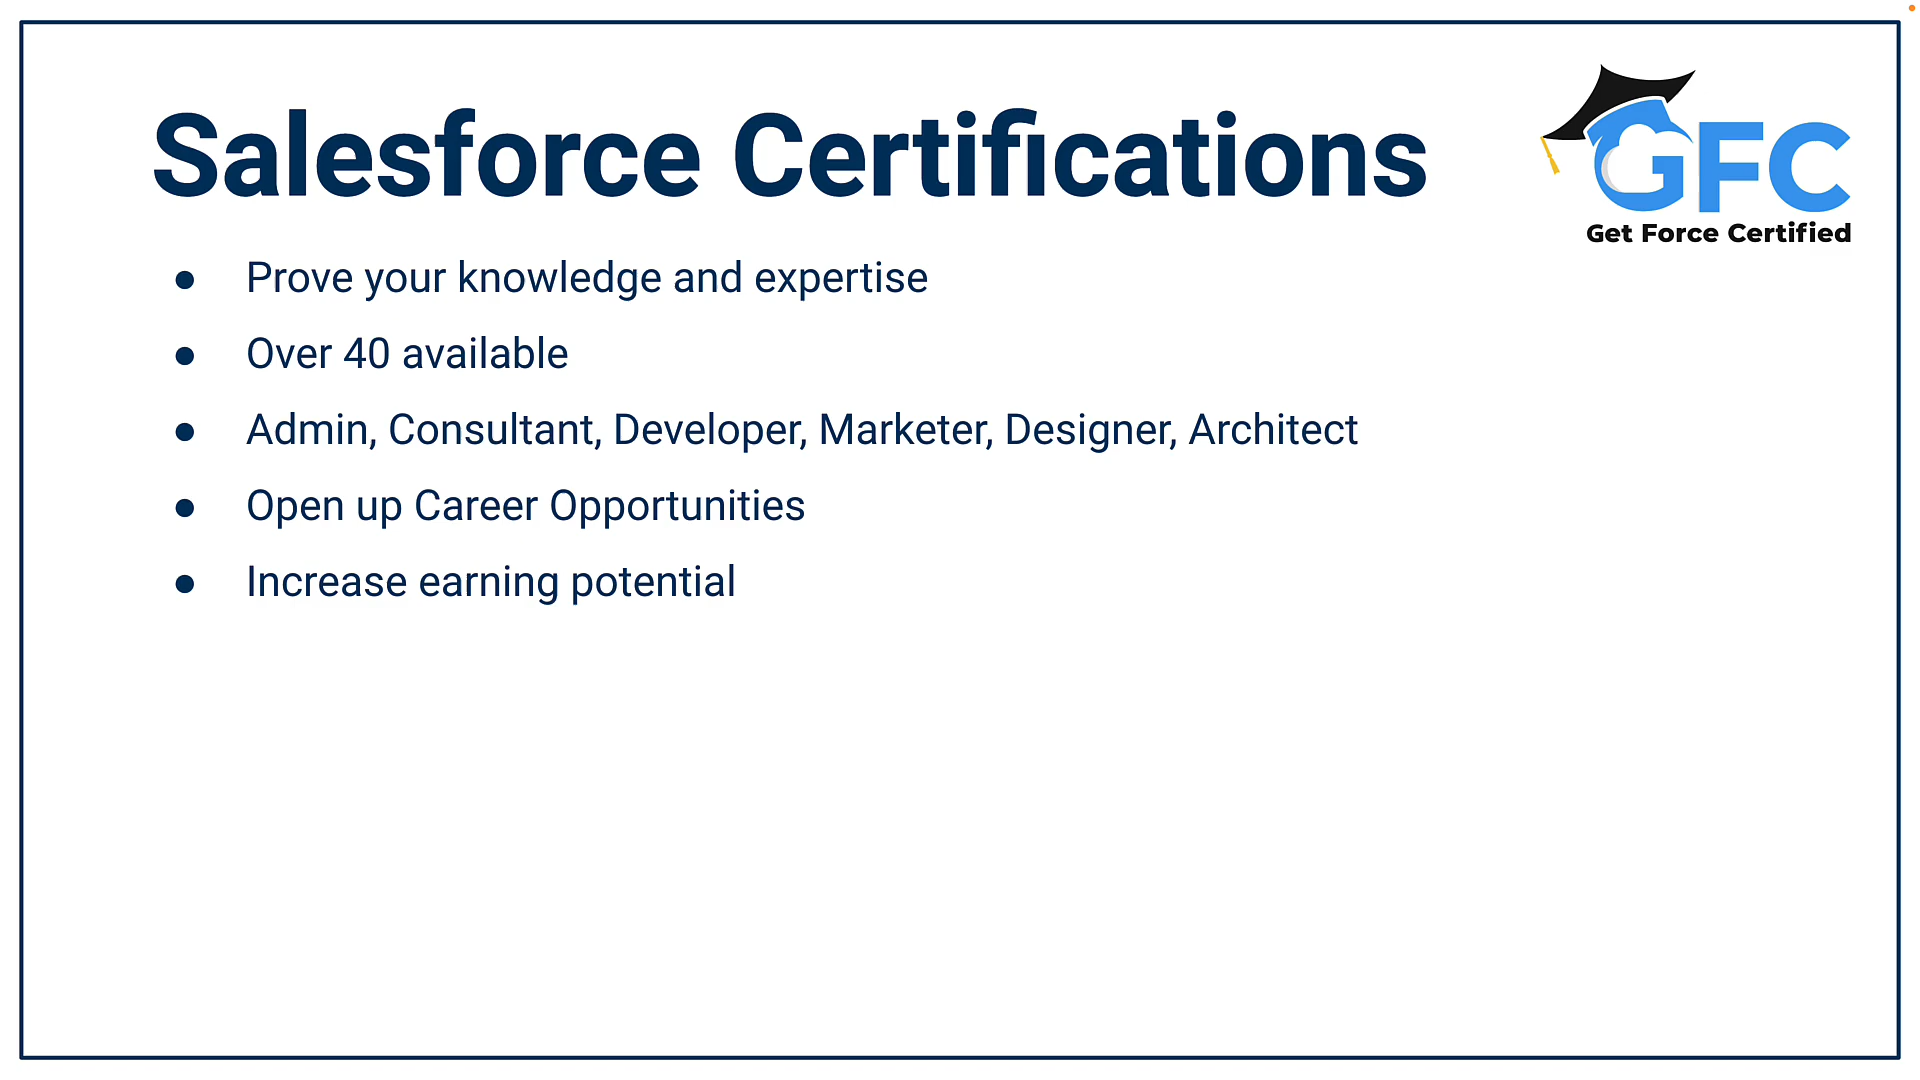 Salesforce Certifications
GFC
Get Force Certified
● Prove your knowledge and expertise
● Over 40 available
● Admin, Consultant, Developer, Marketer, Designer, Architect
● Open up Career Opportunities
● Increase earning potential